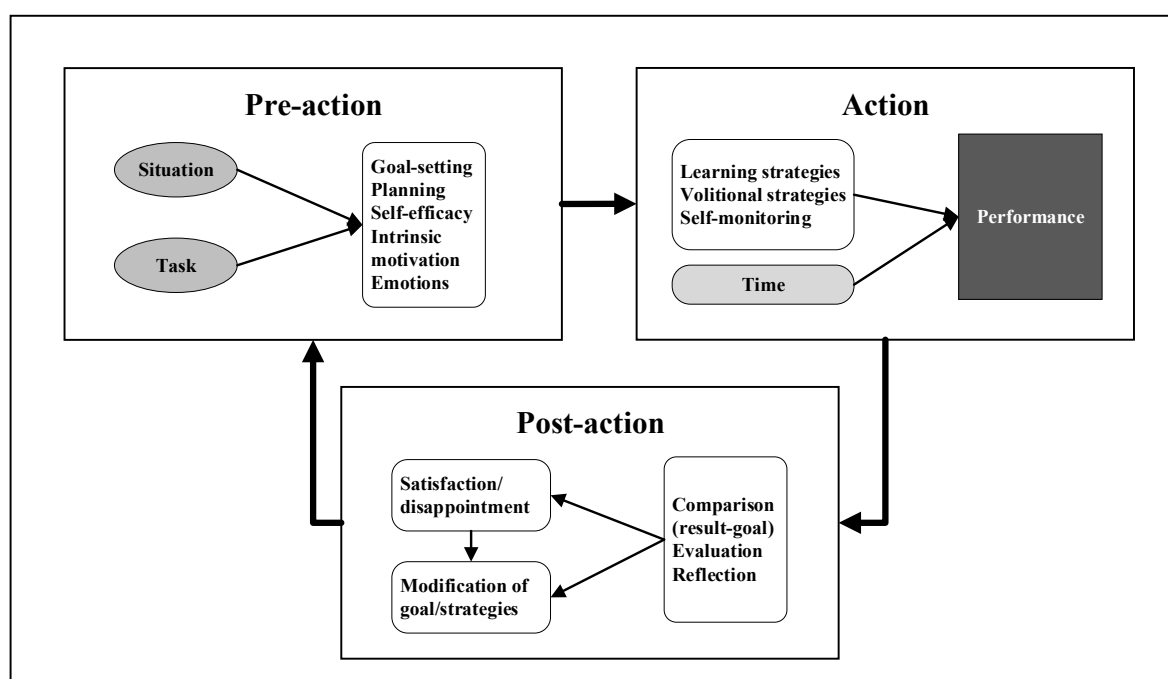 Pre-action
Situation
Task
Goal-setting
Planning
Self-efficacy
Intrinsic
motivation
Emotions
Action
Learning strategies
Volitional strategies
Self-monitoring
Time
Performance
Post-action
Satisfaction/
disappointment
Modification of
goal/strategies
Comparison
(result-goal)
Evaluation
Reflection